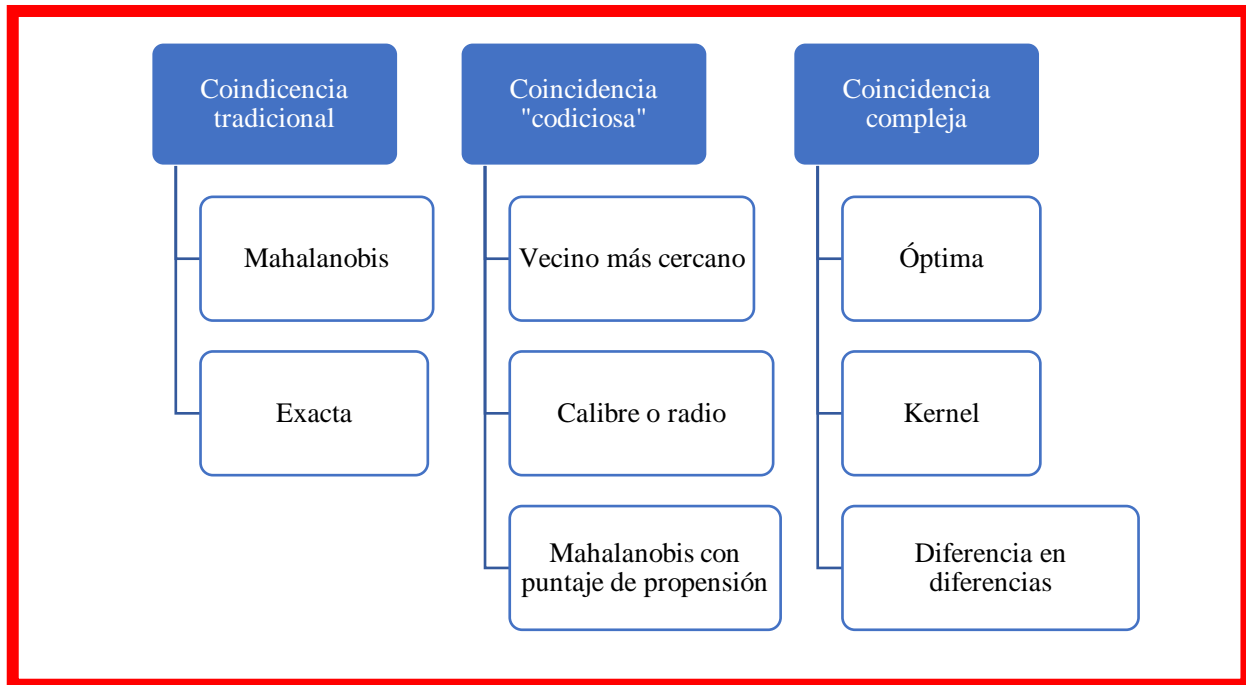 Coindicencia
tradicional
Mahalanobis
Exacta
Coincidencia
"codiciosa"
Vecino más cercano
Calibre o radio
Mahalanobis con
puntaje de propensión
Coincidencia
compleja
Óptima
Kernel
Diferencia en
diferencias